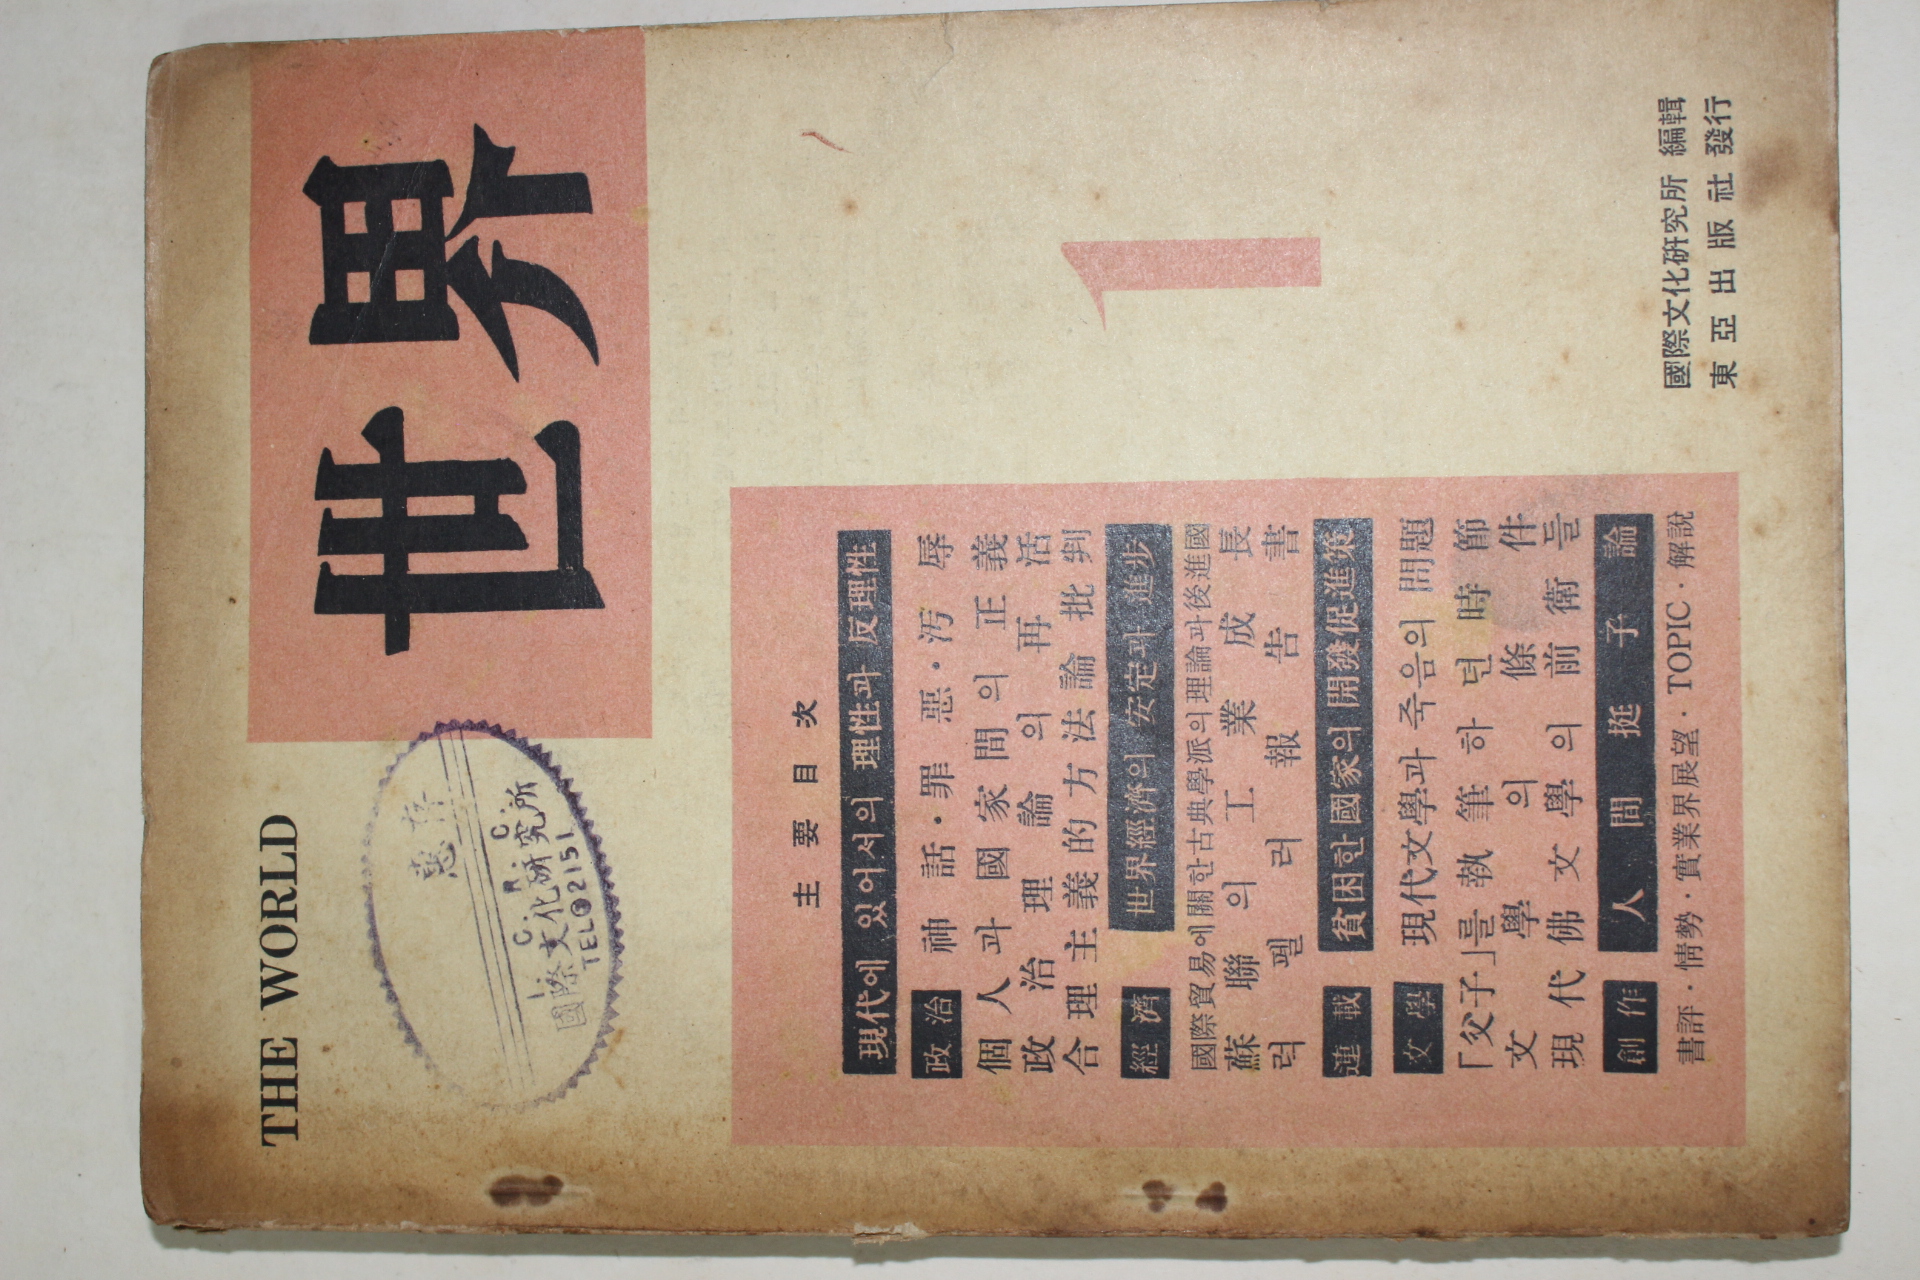 THE WORLD
世界
惠存
I. C. R. C.
國際文化硏究所
TEL ③ 2151
1
主要目次
現代에 있어서의 理性과 反理性
政治 神話·罪惡·汚辱
個人과 國家間의 正義
政治理論의 再活
合理主義的 方法論批判
經濟 世界經濟의 安定과 進步
國際貿易에關한古典學派의理論과後進國
蘇聯의 工業成長
럭펠러 報告書
連載 貧困한國家의開發促進策
文學 現代文學과 죽음의 問題
「父子」를 執筆하던 時節
文學의 條件
現代佛文學의 前衛들
創作 人間挺子論
書評·情勢·實業界展望·TOPIC·解說
國際文化硏究所 編輯
東亞出版社 發行